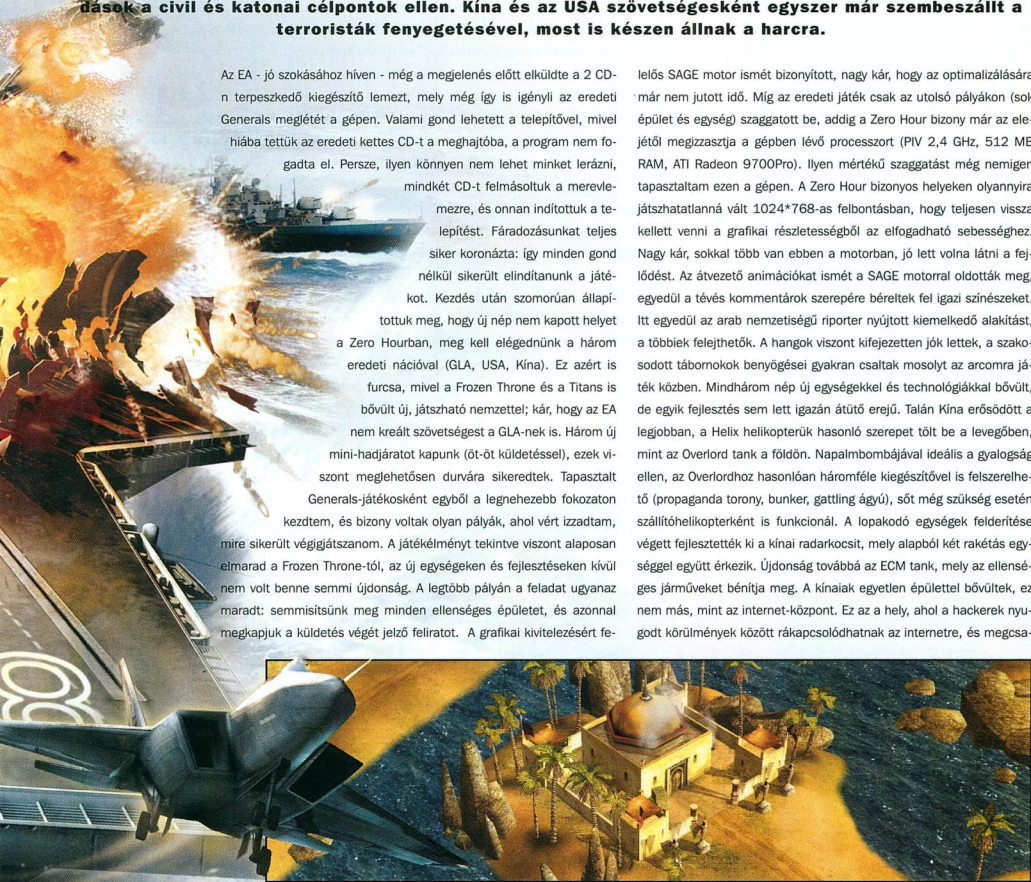 dások a civil és katonai célpontok ellen. Kína és az USA szövetségesként egyszer már szembeszállt a
terroristák fenyegetésével, most is készen állnak a harcra.
Az EA - jó szokásához híven - még a megjelenés előtt elküldte a 2 CD-
n terpeszkedő kiegészítő lemezt, mely még így is igényli az eredeti
Generals meglétét a gépen. Valami gond lehetett a telepítővel, mivel
hiába tettük az eredeti kettes CD-t a meghajtóba, a program nem fo-
gadta el. Persze, ilyen könnyen nem lehet minket lerázni,
mindkét CD-t felmásoltuk a merevle-
mezre, és onnan indítottuk a te-
lepítést. Fáradozásunkat teljes
siker koronázta: így minden gond
nélkül sikerült elindítanunk a játé-
kot. Kezdés után szomorúan állapí-
tottuk meg, hogy új nép nem kapott helyet
a Zero Hourban, meg kell elégednünk a három
eredeti nációval (GLA, USA, Kína). Ez azért is
furcsa, mivel a Frozen Throne és a Titans is
bővült új, játszható nemzettel; kár, hogy az EA
nem kreált szövetségest a GLA-nek is. Három új
mini-hadjáratot kapunk (öt-öt küldetéssel), ezek vi-
szont meglehetősen durvára sikeredtek. Tapasztalt
Generals-játékosként egyből a legnehezebb fokozaton
kezdtem, és bizony voltak olyan pályák, ahol vért izzadtam,
mire sikerült végigjátszanom. A játékélményt tekintve viszont alaposan
elmarad a Frozen Throne-tól, az új egységeken és fejlesztéseken kívül
nem volt benne semmi újdonság. A legtöbb pályán a feladat ugyanaz
maradt: semmisítsünk meg minden ellenséges épületet, és azonnal
megkapjuk a küldetés végét jelző feliratot. A grafikai kivitelezésért fe-
lelős SAGE motor ismét bizonyított, nagy kár, hogy az optimalizálására
már nem jutott idő. Míg az eredeti játék csak az utolsó pályákon (sok
épület és egység) szaggatott be, addig a Zero Hour bizony már az ele-
jétől megizzasztja a gépben lévő processzort (PIV 2,4 GHz, 512 MB
RAM, ATI Radeon 9700Pro). Ilyen mértékű szaggatást még nemigen
tapasztaltam ezen a gépen. A Zero Hour bizonyos helyeken olyannyira
játszhatatlanná vált 1024*768-as felbontásban, hogy teljesen vissza
kellett venni a grafikai részletességből az elfogadható sebességhez.
Nagy kár, sokkal több van ebben a motorban, jó lett volna látni a fej-
lődést. Az átvezető animációkat ismét a SAGE motorral oldották meg,
egyedül a tévés kommentárok szerepére béreltek fel igazi színészeket.
Itt egyedül az arab nemzetiségű riporter nyújtott kiemelkedő alakítást,
a többiek felejthetők. A hangok viszont kifejezetten jók lettek, a szako-
sodott tábornokok benyögései gyakran csaltak mosolyt az arcomra já-
ték közben. Mindhárom nép új egységekkel és technológiákkal bővült,
de egyik fejlesztés sem lett igazán átütő erejű. Talán Kína erősödött a
legjobban, a Helix helikopterük hasonló szerepet tölt be a levegőben,
mint az Overlord tank a földön. Napalmbombájával ideális a gyalogság
ellen, az Overlordhoz hasonlóan háromféle kiegészítővel is felszerelhe-
tő (propaganda torony, bunker, gattling ágyú), sőt még szükség esetén
szállítóhelikopterként is funkcionál. A lopakodó egységek felderítése
végett fejlesztették ki a kínai radarkocsit, mely alapból két rakétás egy-
séggel együtt érkezik. Újdonság továbbá az ECM tank, mely az ellensé-
ges járműveket bénítja meg. A kínaiak egyetlen épülettel bővültek, ez
nem más, mint az internet-központ. Ez az a hely, ahol a hackerek nyu-
godt körülmények között rákapcsolódhatnak az internetre, és megcsa-